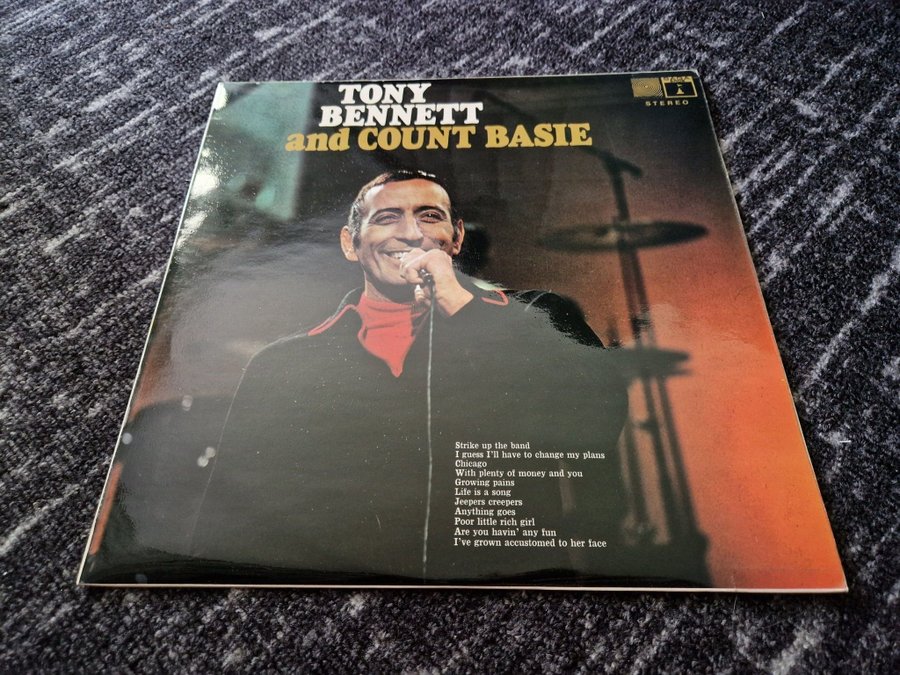 TONY
BENNETT
and COUNT BASIE
STEREO
Strike up the band
I guess I'll have to change my plans
Chicago
With plenty of money and you
Growing pains
Life is a song
Jeepers creepers
Anything goes
Poor little rich girl
Are you havin' any fun
I've grown accustomed to her face